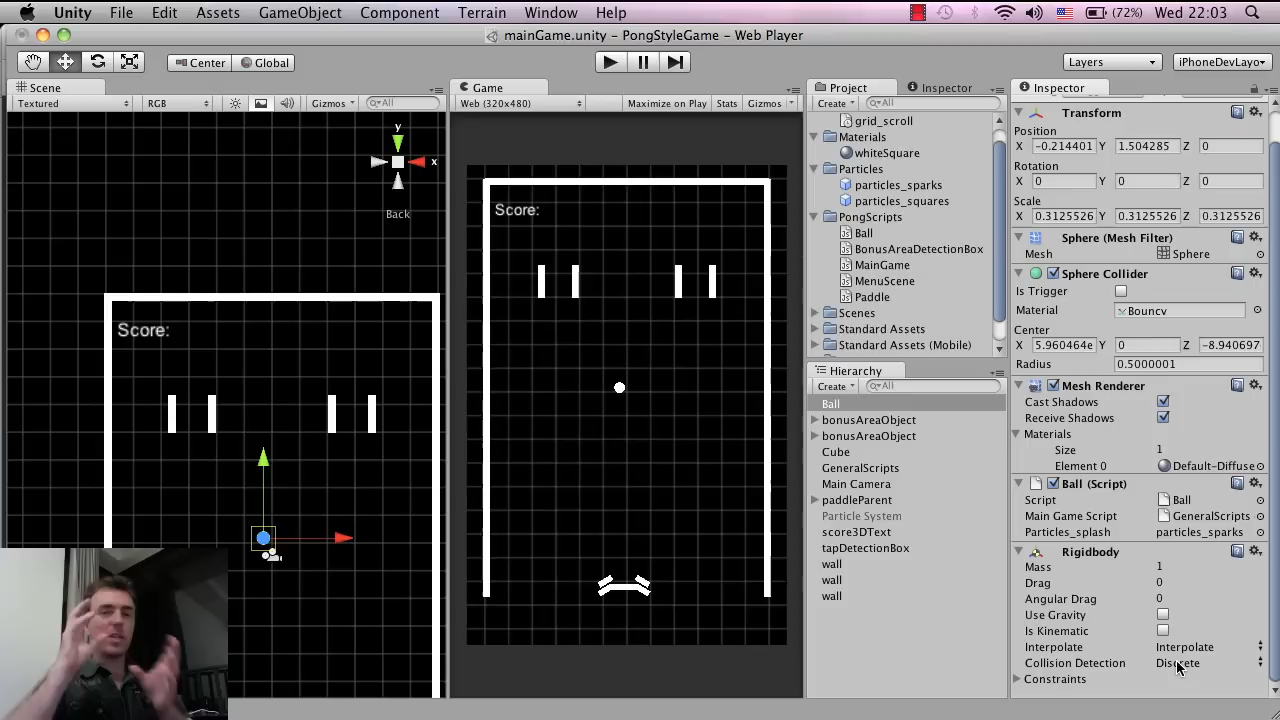 Unity File Edit Assets GameObject Component Terrain Window Help (72%) Wed 22:03
mainGame.unity - PongStyleGame - Web Player
Center Global Layers iPhoneDevLayo
Scene
Textured RGB Gizmos All
y
x
Back
Score:
Game
Web (320x480) Maximize on Play Stats Gizmos
Score:
Project Inspector
Create All
grid_scroll
Materials
whiteSquare
Particles
particles_sparks
particles_squares
PongScripts
Ball
BonusAreaDetectionBox
MainGame
MenuScene
Paddle
Scenes
Standard Assets
Standard Assets (Mobile)
Hierarchy
Create All
Ball
bonusAreaObject
bonusAreaObject
Cube
GeneralScripts
Main Camera
paddleParent
Particle System
score3DText
tapDetectionBox
wall
wall
wall
Inspector
Transform
Position
X -0.214401 Y 1.504285 Z 0
Rotation
X 0 Y 0 Z 0
Scale
X 0.3125526 Y 0.3125526 Z 0.3125526
Sphere (Mesh Filter)
Mesh Sphere
Sphere Collider
Is Trigger
Material Bouncy
Center
X 5.960464e Y 0 Z -8.940697
Radius 0.5000001
Mesh Renderer
Cast Shadows
Receive Shadows
Materials
Size 1
Element 0 Default-Diffuse
Ball (Script)
Script Ball
Main Game Script GeneralScripts
Particles_splash particles_sparks
Rigidbody
Mass 1
Drag 0
Angular Drag 0
Use Gravity
Is Kinematic
Interpolate Interpolate
Collision Detection Discrete
Constraints